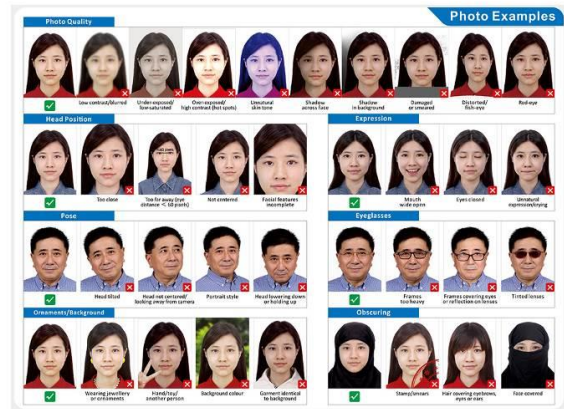 Photo Examples
Photo Quality
Low contrast/blurred
Under-exposed/
low-saturated
Over-exposed/
high contrast (hot spots)
Unnatural
skin tone
Shadow
across face
Shadow
in background
Damaged
or smeared
Distorted/
fish-eye
Red-eye
Head Position
Too close
Too far away (eye
distance < 60 pixels)
Not centered
Facial features
incomplete
Expression
Mouth
wide open
Eyes closed
Unnatural
expression/crying
Pose
Head tilted
Head not centered/
looking away from camera
Portrait style
Head lowering down
or holding up
Eyeglasses
Frames
too heavy
Frames covering eyes
or reflection on lenses
Tinted lenses
Ornaments/Background
Wearing jewellery
or ornaments
Hand/toy/
another person
Background colour
Garment identical
to background
Obscuring
Stamp/smears
Hair covering eyebrows,
eyes or ears
Face covered